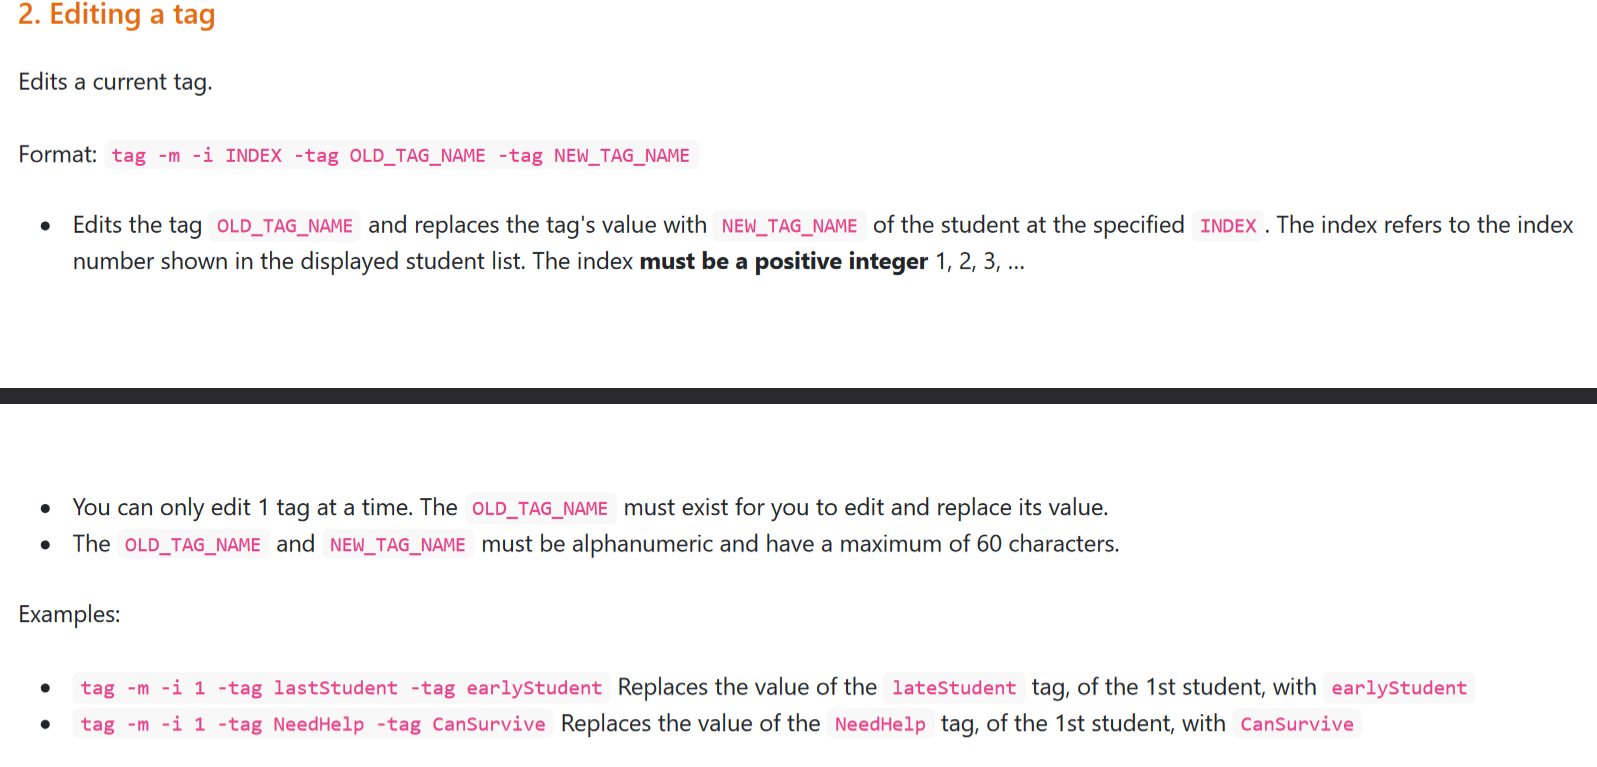 2. Editing a tag
Edits a current tag.
Format: tag -m -i INDEX -tag OLD_TAG_NAME -tag NEW_TAG_NAME
• Edits the tag OLD_TAG_NAME and replaces the tag's value with NEW_TAG_NAME of the student at the specified INDEX . The index refers to the index
number shown in the displayed student list. The index must be a positive integer 1, 2, 3, …
• You can only edit 1 tag at a time. The OLD_TAG_NAME must exist for you to edit and replace its value.
• The OLD_TAG_NAME and NEW_TAG_NAME must be alphanumeric and have a maximum of 60 characters.
Examples:
• tag -m -i 1 -tag lastStudent -tag earlyStudent Replaces the value of the lateStudent tag, of the 1st student, with earlyStudent
• tag -m -i 1 -tag NeedHelp -tag CanSurvive Replaces the value of the NeedHelp tag, of the 1st student, with CanSurvive